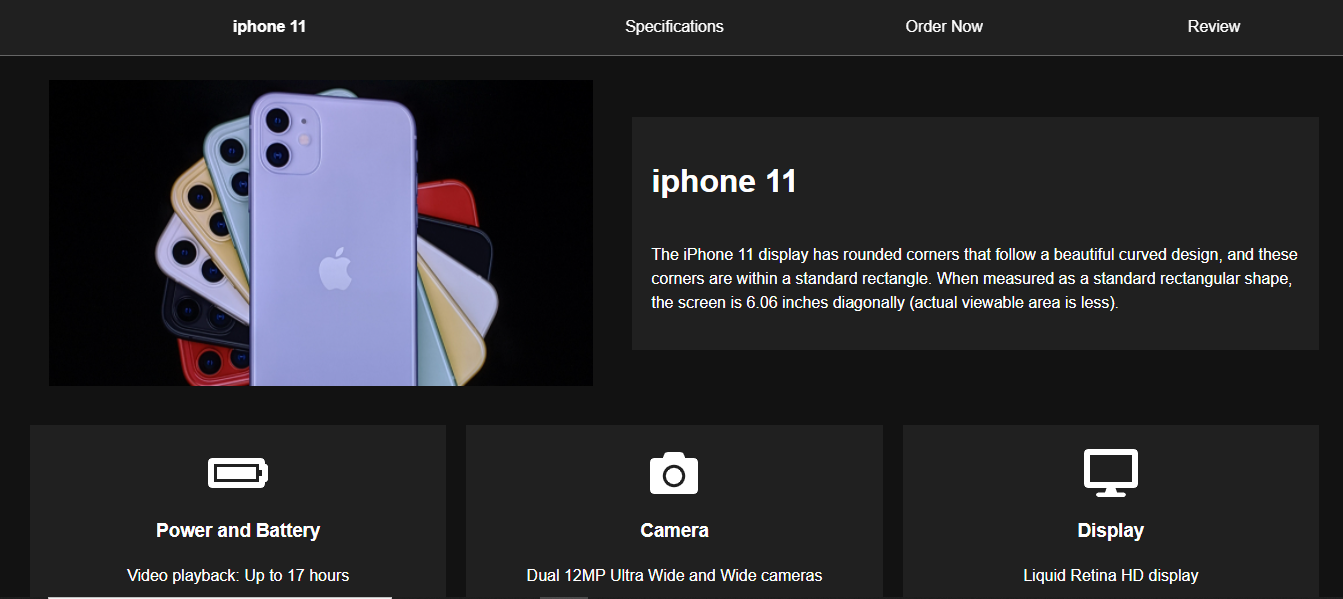 iphone 11
Specifications
Order Now
Review
iphone 11
The iPhone 11 display has rounded corners that follow a beautiful curved design, and these
corners are within a standard rectangle. When measured as a standard rectangular shape,
the screen is 6.06 inches diagonally (actual viewable area is less).
Power and Battery
Video playback: Up to 17 hours
Camera
Dual 12MP Ultra Wide and Wide cameras
Display
Liquid Retina HD display